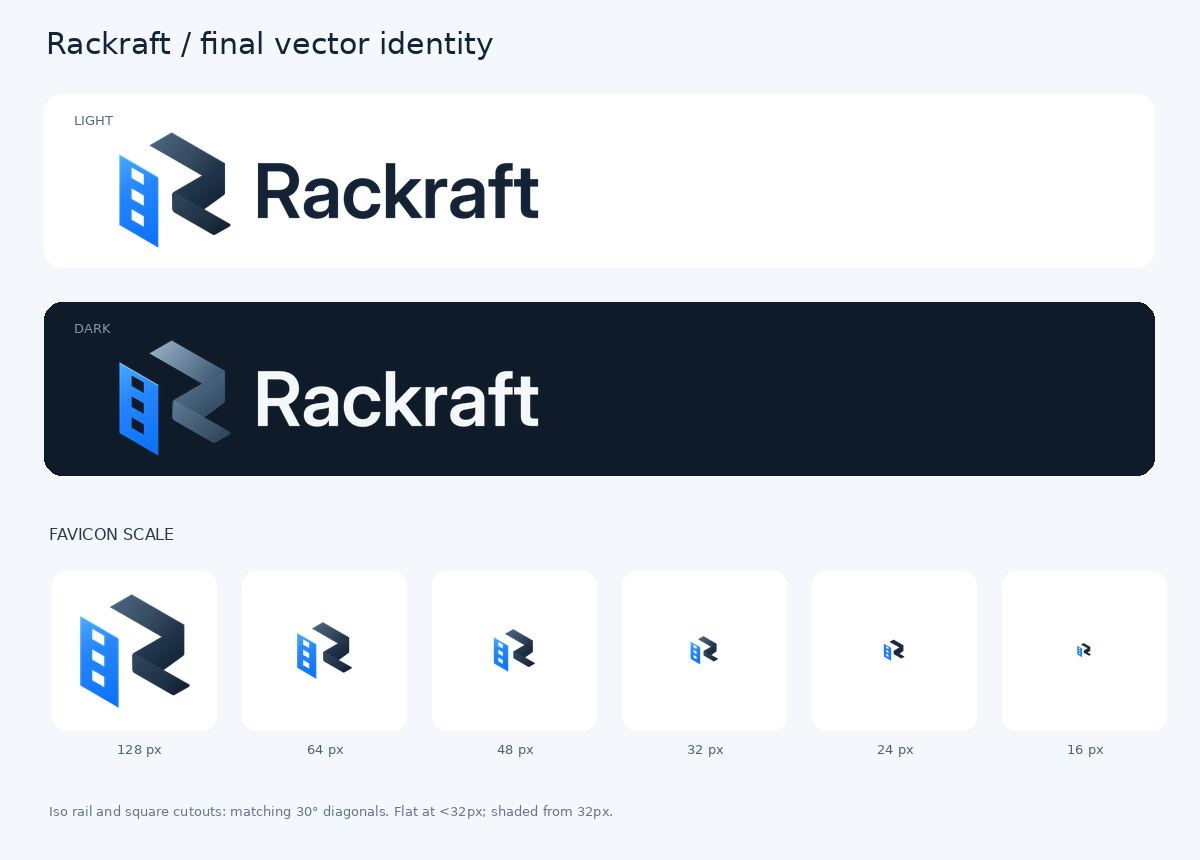 Rackraft / final vector identity
LIGHT
Rackraft
DARK
Rackraft
FAVICON SCALE
128 px
64 px
48 px
32 px
24 px
16 px
Iso rail and square cutouts: matching 30° diagonals. Flat at <32px; shaded from 32px.